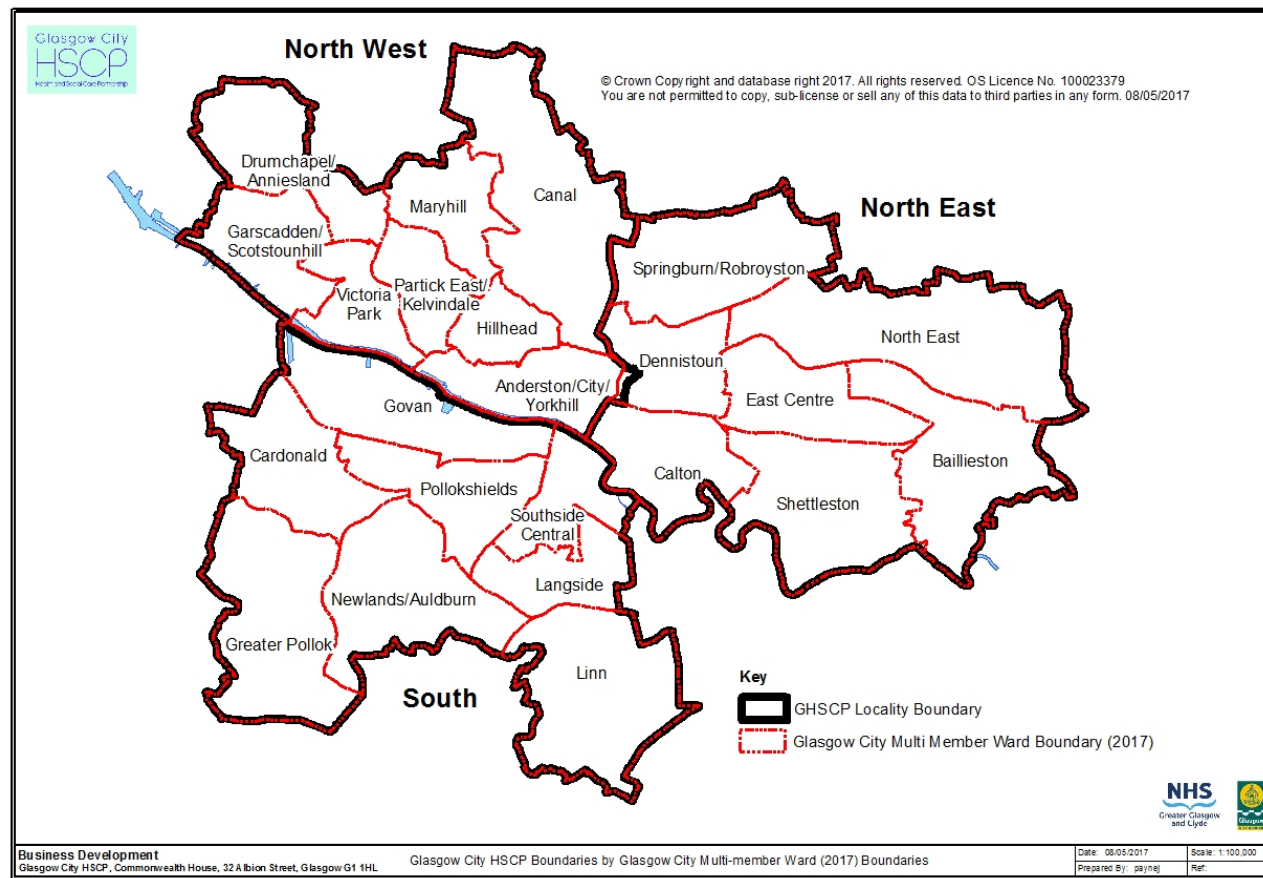 Glasgow City
HSCP
Health and Social Care Partnership
North West
© Crown Copyright and database right 2017. All rights reserved. OS Licence No. 100023379
You are not permitted to copy, sub-license or sell any of this data to third parties in any form. 08/05/2017
Drumchapel/
Anniesland
Maryhill
Canal
North East
Garscadden/
Scotstounhill
Springburn/Robroyston
Victoria
Park
Partick East/
Kelvindale
Hillhead
North East
Dennistoun
Anderston/City/
Yorkhill
East Centre
Govan
Cardonald
Pollokshields
Calton
Baillieston
Shettleston
Southside
Central
Langside
Newlands/Auldburn
Greater Pollok
Linn
South
Key
GHSCP Locality Boundary
Glasgow City Multi Member Ward Boundary (2017)
NHS
Greater Glasgow
and Clyde
Glasgow
Business Development
Glasgow City HSCP, Commonwealth House, 32 Albion Street, Glasgow G1 1HL
Glasgow City HSCP Boundaries by Glasgow City Multi-member Ward (2017) Boundaries
Date: 08/05/2017
Scale: 1:100,000
Prepared By: paynej
Ref: